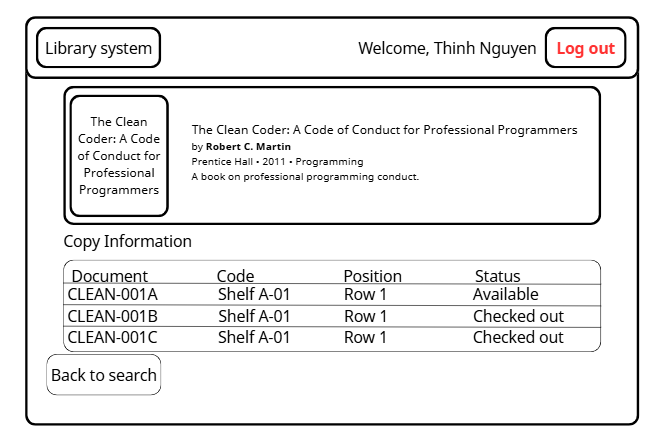 Library system
Welcome, Thinh Nguyen
Log out
The Clean
Coder: A Code
of Conduct for
Professional
Programmers
The Clean Coder: A Code of Conduct for Professional Programmers
by Robert C. Martin
Prentice Hall • 2011 • Programming
A book on professional programming conduct.
Copy Information
Document Code Position Status
CLEAN-001A Shelf A-01 Row 1 Available
CLEAN-001B Shelf A-01 Row 1 Checked out
CLEAN-001C Shelf A-01 Row 1 Checked out
Back to search